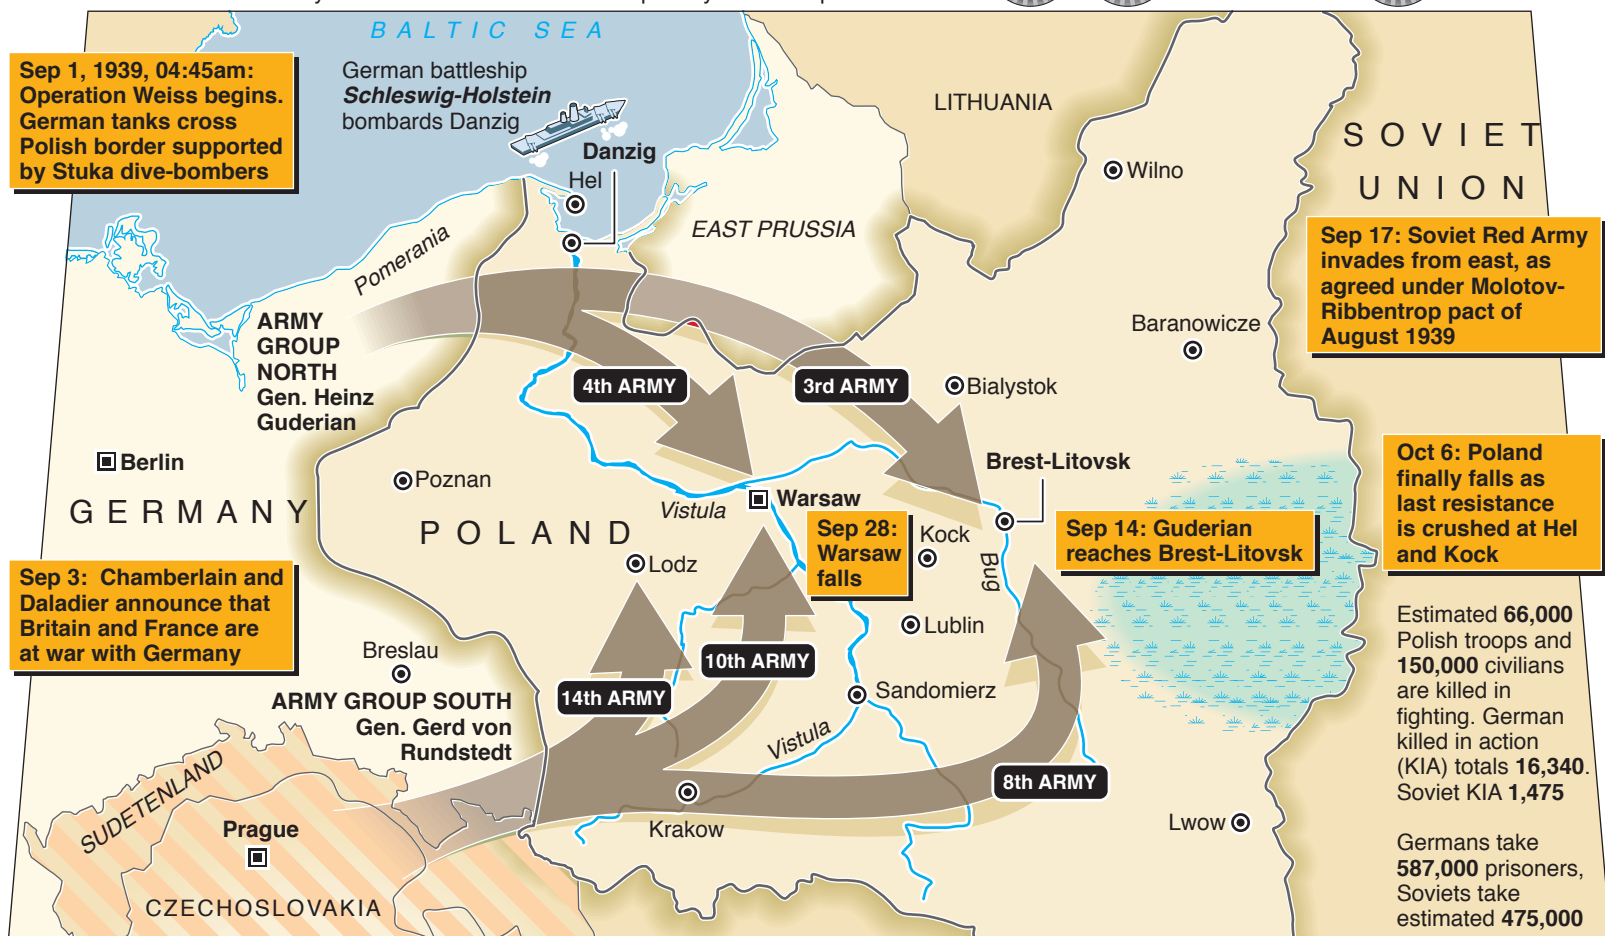 BALTIC SEA
Sep 1, 1939, 04:45am:
Operation Weiss begins.
German tanks cross
Polish border supported
by Stuka dive-bombers
German battleship
Schleswig-Holstein
bombards Danzig
Danzig
Hel
LITHUANIA
Wilno
SOVIET
UNION
EAST PRUSSIA
Pomerania
Sep 17: Soviet Red Army
invades from east, as
agreed under Molotov-
Ribbentrop pact of
August 1939
ARMY
GROUP
NORTH
Gen. Heinz
Guderian
Baranowicze
4th ARMY
3rd ARMY
Bialystok
Berlin
GERMANY
Poznan
POLAND
Vistula
Warsaw
Brest-Litovsk
Oct 6: Poland
finally falls as
last resistance
is crushed at Hel
and Kock
Sep 28:
Warsaw
falls
Kock
Bug
Sep 14: Guderian
reaches Brest-Litovsk
Lodz
Sep 3: Chamberlain and
Daladier announce that
Britain and France are
at war with Germany
Lublin
Breslau
10th ARMY
14th ARMY
ARMY GROUP SOUTH
Gen. Gerd von
Rundstedt
Sandomierz
Vistula
8th ARMY
Estimated 66,000
Polish troops and
150,000 civilians
are killed in
fighting. German
killed in action
(KIA) totals 16,340.
Soviet KIA 1,475
SUDETENLAND
Prague
Krakow
Lwow
CZECHOSLOVAKIA
Germans take
587,000 prisoners,
Soviets take
estimated 475,000